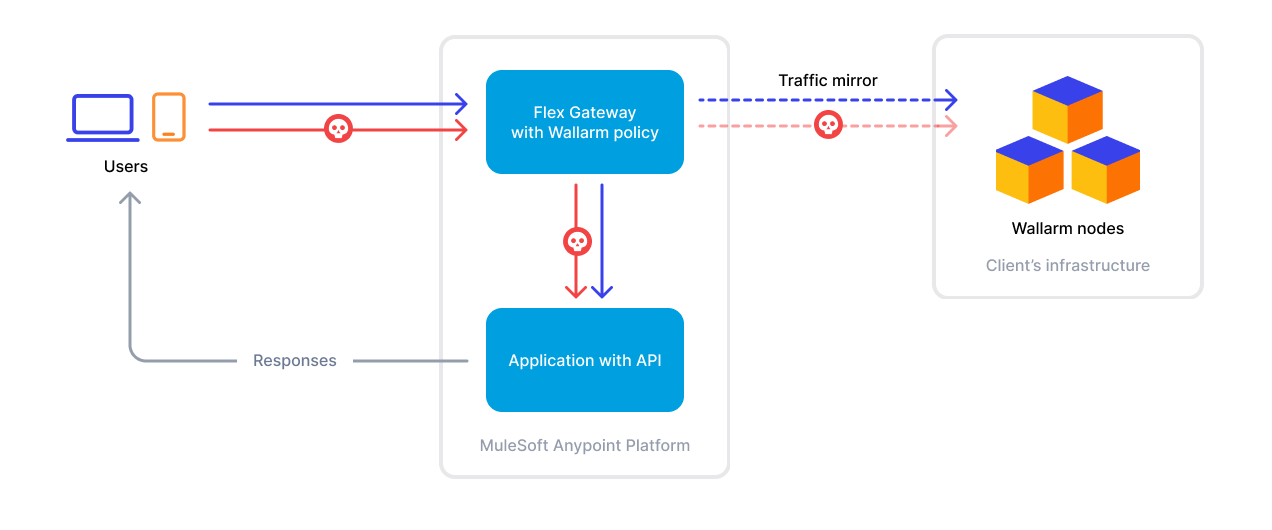 Users
Flex Gateway
with Wallarm policy
Traffic mirror
Wallarm nodes
Client’s infrastructure
Responses
Application with API
MuleSoft Anypoint Platform